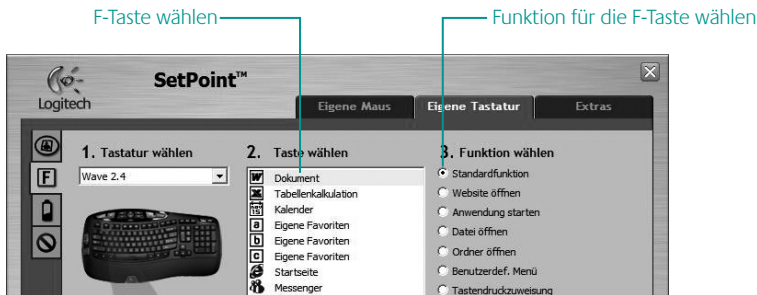 F-Taste wählen
Funktion für die F-Taste wählen
Logitech
SetPoint™
Eigene Maus
Eigene Tastatur
Extras
1. Tastatur wählen
Wave 2.4
2. Taste wählen
Dokument
Tabellenkalkulation
Kalender
a Eigene Favoriten
b Eigene Favoriten
c Eigene Favoriten
Startseite
Messenger
3. Funktion wählen
Standardfunktion
Website öffnen
Anwendung starten
Datei öffnen
Ordner öffnen
Benutzerdef. Menü
Tastendruckzuweisung
F